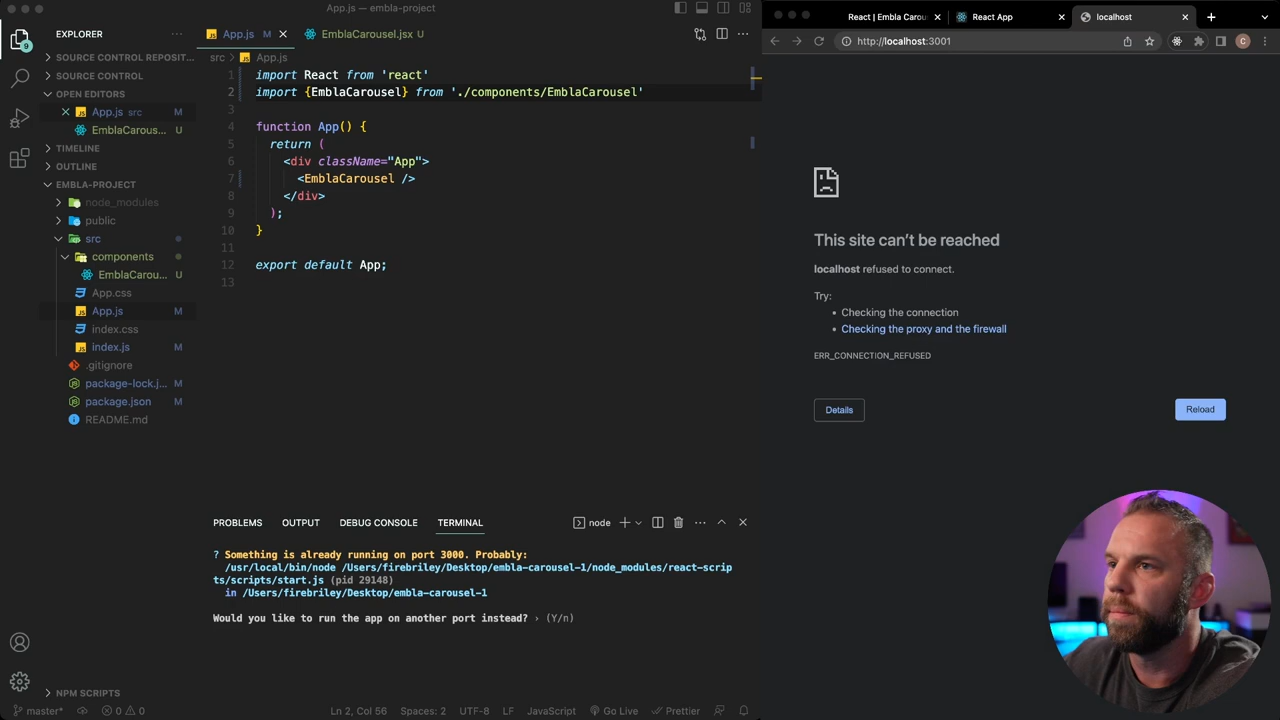 App.js — embla-project
EXPLORER
SOURCE CONTROL REPOSIT...
SOURCE CONTROL
OPEN EDITORS
App.js src M
EmblaCarous... U
TIMELINE
OUTLINE
EMBLA-PROJECT
node_modules
public
src
components
EmblaCarou... U
App.css
App.js M
index.css
index.js M
.gitignore
package-lock.j... M
package.json M
README.md
NPM SCRIPTS
9
App.js M
EmblaCarousel.jsx U
src > App.js
1 import React from 'react'
2 import {EmblaCarousel} from './components/EmblaCarousel'
3
4 function App() {
5 return (
6 <div className="App">
7 <EmblaCarousel />
8 </div>
9 );
10 }
11
12 export default App;
13
PROBLEMS OUTPUT DEBUG CONSOLE TERMINAL
node
? Something is already running on port 3000. Probably:
/usr/local/bin/node /Users/firebriley/Desktop/embla-carousel-1/node_modules/react-scrip
ts/scripts/start.js (pid 29148)
in /Users/firebriley/Desktop/embla-carousel-1
Would you like to run the app on another port instead? › (Y/n)
master* 0 0 Ln 2, Col 56 Spaces: 2 UTF-8 LF JavaScript Go Live Prettier
React | Embla Carou
React App
localhost
http://localhost:3001
C
This site can't be reached
localhost refused to connect.
Try:
• Checking the connection
• Checking the proxy and the firewall
ERR_CONNECTION_REFUSED
Details
Reload